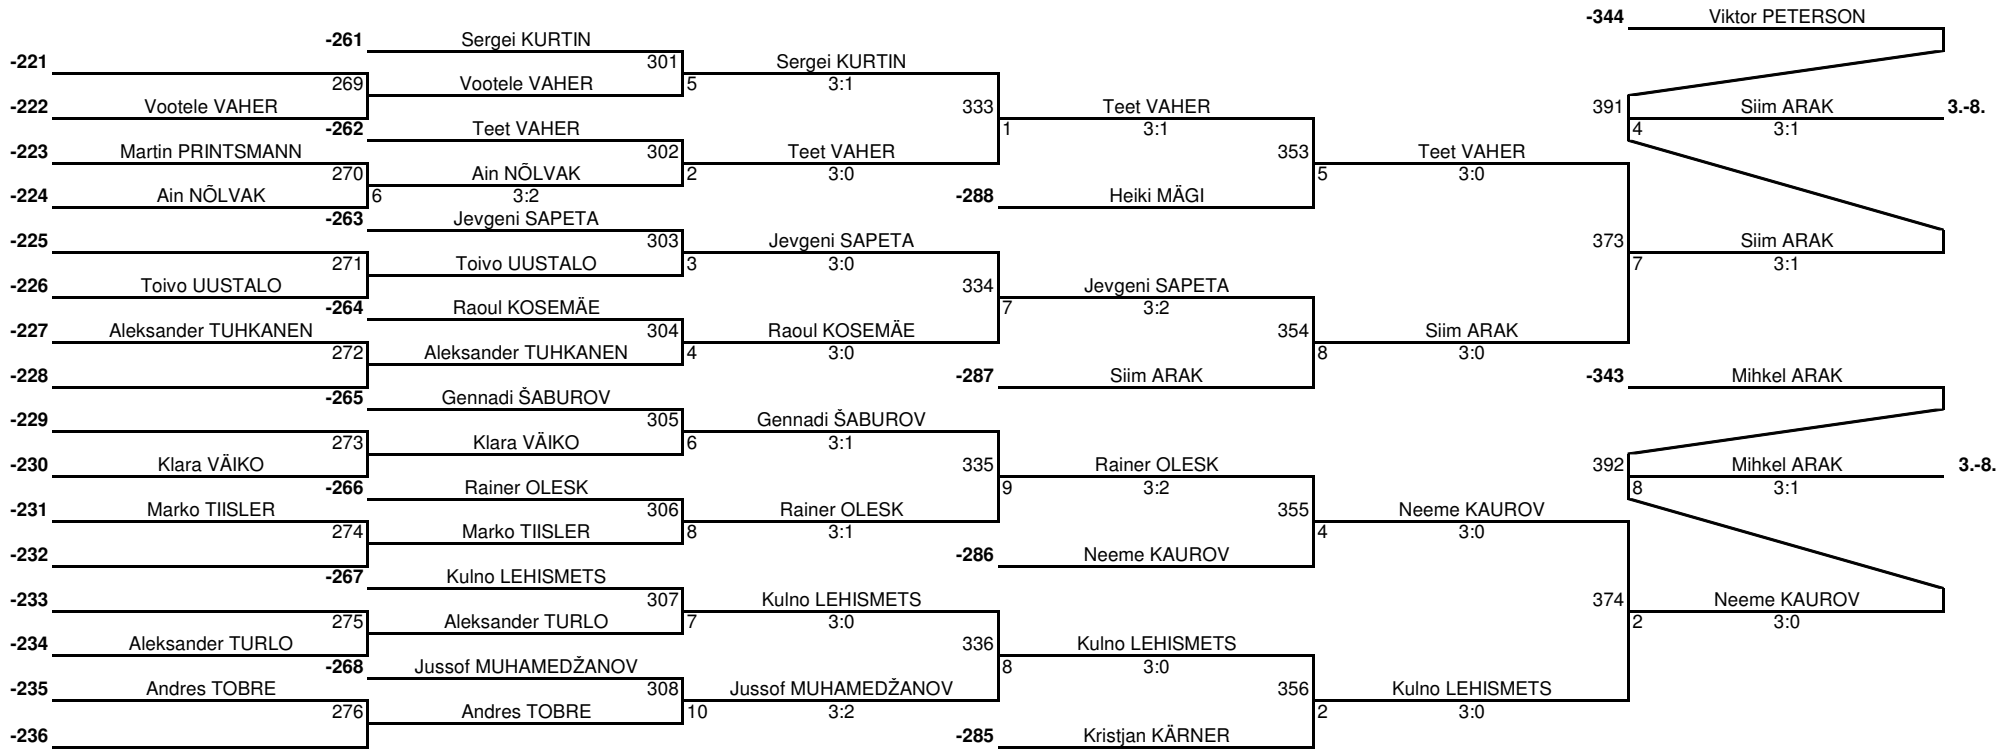 -344 Viktor PETERSON
-261 Sergei KURTIN
-221 301 Sergei KURTIN
269 Vootele VAHER 5 3:1
-222 Vootele VAHER 333 Teet VAHER 391 Siim ARAK 3.-8.
-262 Teet VAHER 1 3:1 4 3:1
-223 Martin PRINTSMANN 302 Teet VAHER 353 Teet VAHER
270 Ain NÕLVAK 2 3:0 5 3:0
-224 Ain NÕLVAK 6 3:2 -288 Heiki MÄGI
-263 Jevgeni SAPETA
-225 303 Jevgeni SAPETA 373 Siim ARAK
271 Toivo UUSTALO 3 3:0 7 3:1
-226 Toivo UUSTALO 334 Jevgeni SAPETA
-264 Raoul KOSEMÄE 7 3:2
-227 Aleksander TUHKANEN 304 Raoul KOSEMÄE 354 Siim ARAK
272 Aleksander TUHKANEN 4 3:0 8 3:0
-228 -287 Siim ARAK -343 Mihkel ARAK
-265 Gennadi ŠABUROV
-229 305 Gennadi ŠABUROV
273 Klara VÄIKO 6 3:1
-230 Klara VÄIKO 335 Rainer OLESK 392 Mihkel ARAK 3.-8.
-266 Rainer OLESK 9 3:2 8 3:1
-231 Marko TIISLER 306 Rainer OLESK 355 Neeme KAUROV
274 Marko TIISLER 8 3:1 4 3:0
-232 -286 Neeme KAUROV
-267 Kulno LEHISMETS
-233 307 Kulno LEHISMETS 374 Neeme KAUROV
275 Aleksander TURLO 7 3:0 2 3:0
-234 Aleksander TURLO 336 Kulno LEHISMETS
-268 Jussof MUHAMEDŽANOV 8 3:0
-235 Andres TOBRE 308 Jussof MUHAMEDŽANOV 356 Kulno LEHISMETS
276 Andres TOBRE 10 3:2 2 3:0
-236 -285 Kristjan KÄRNER